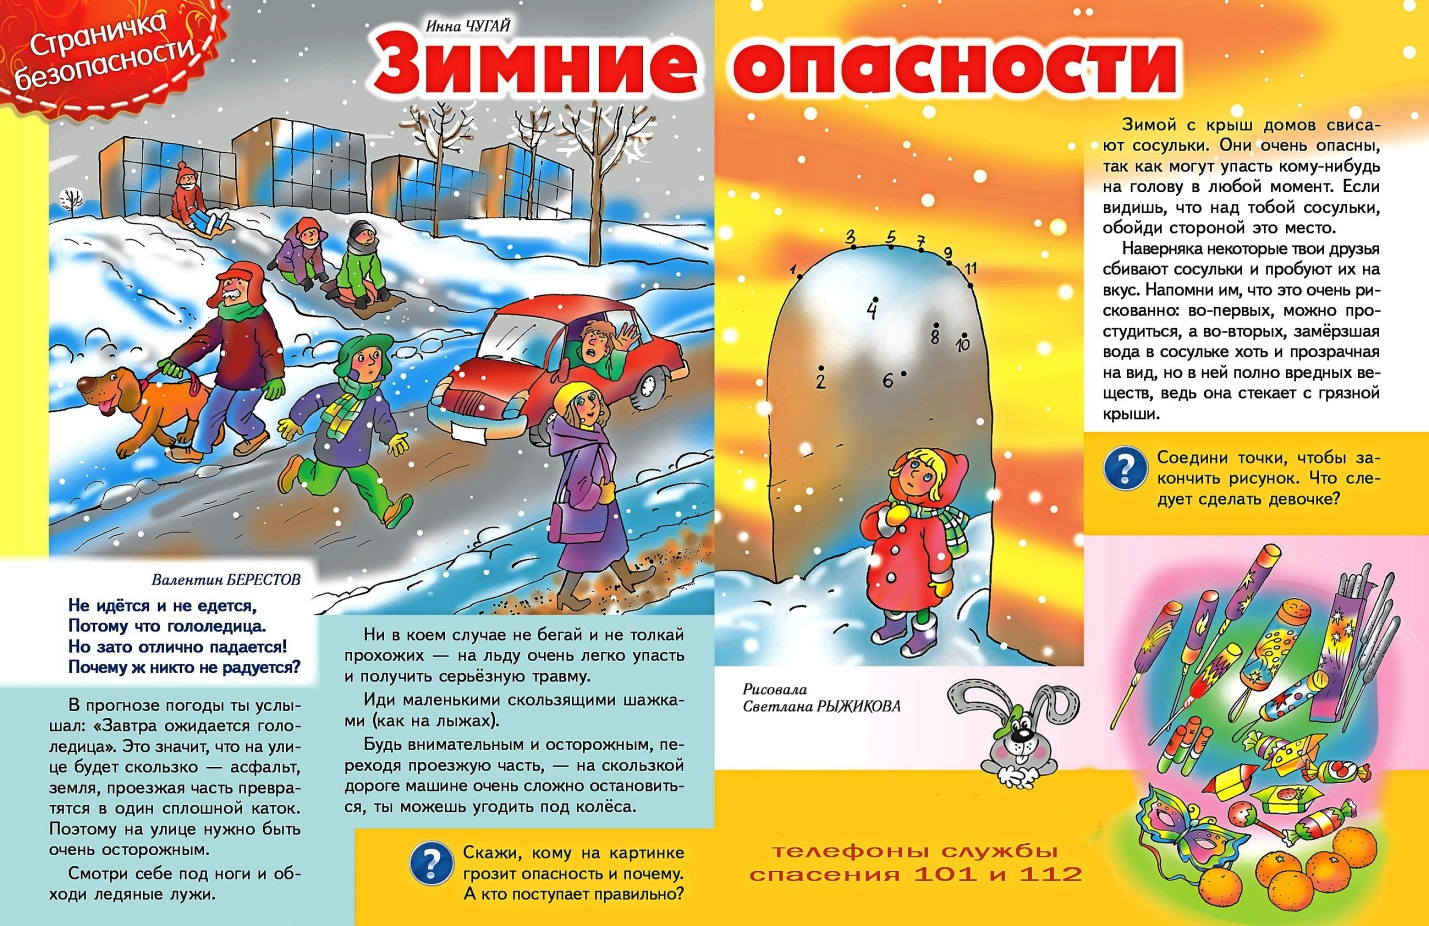 Страничка
безопасности
Инна ЧУГАЙ
Зимние опасности
1
3
5
7
9
11
4
8
10
2
6
Валентин БЕРЕСТОВ
Не идётся и не едется,
Потому что гололедица.
Но зато отлично падается!
Почему ж никто не радуется?
В прогнозе погоды ты услы-
шал: «Завтра ожидается голо-
ледица». Это значит, что на ули-
це будет скользко — асфальт,
земля, проезжая часть превра-
тятся в один сплошной каток.
Поэтому на улице нужно быть
очень осторожным.
Смотри себе под ноги и об-
ходи ледяные лужи.
Ни в коем случае не бегай и не толкай
прохожих — на льду очень легко упасть
и получить серьёзную травму.
Иди маленькими скользящими шажка-
ми (как на лыжах).
Будь внимательным и осторожным, пе-
реходя проезжую часть, — на скользкой
дороге машине очень сложно остановить-
ся, ты можешь угодить под колёса.
?
Скажи, кому на картинке
грозит опасность и почему.
А кто поступает правильно?
Зимой с крыш домов свиса-
ют сосульки. Они очень опасны,
так как могут упасть кому-нибудь
на голову в любой момент. Если
видишь, что над тобой сосульки,
обойди стороной это место.
Наверняка некоторые твои друзья
сбивают сосульки и пробуют их на
вкус. Напомни им, что это очень ри-
скованно: во-первых, можно про-
студиться, а во-вторых, замёрзшая
вода в сосульке хоть и прозрачная
на вид, но в ней полно вредных ве-
ществ, ведь она стекает с грязной
крыши.
?
Соедини точки, чтобы за-
кончить рисунок. Что сле-
дует сделать девочке?
Рисовала
Светлана РЫЖИКОВА
телефоны службы
спасения 101 и 112